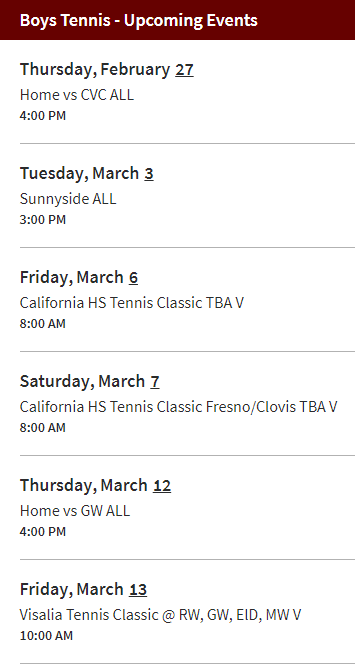 Boys Tennis - Upcoming Events
Thursday, February 27
Home vs CVC ALL
4:00 PM
Tuesday, March 3
Sunnyside ALL
3:00 PM
Friday, March 6
California HS Tennis Classic TBA V
8:00 AM
Saturday, March 7
California HS Tennis Classic Fresno/Clovis TBA V
8:00 AM
Thursday, March 12
Home vs GW ALL
4:00 PM
Friday, March 13
Visalia Tennis Classic @ RW, GW, ElD, MW V
10:00 AM